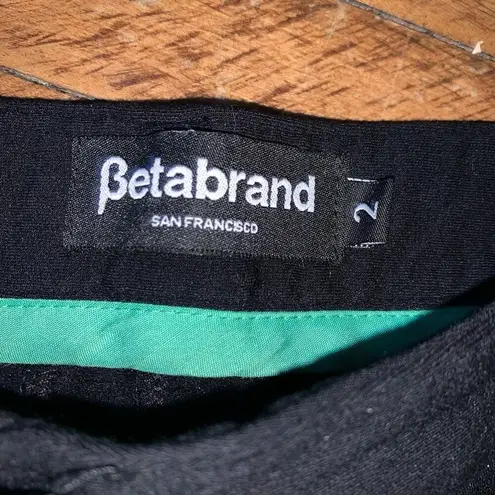 βetabrand
SAN FRANCISCO
2